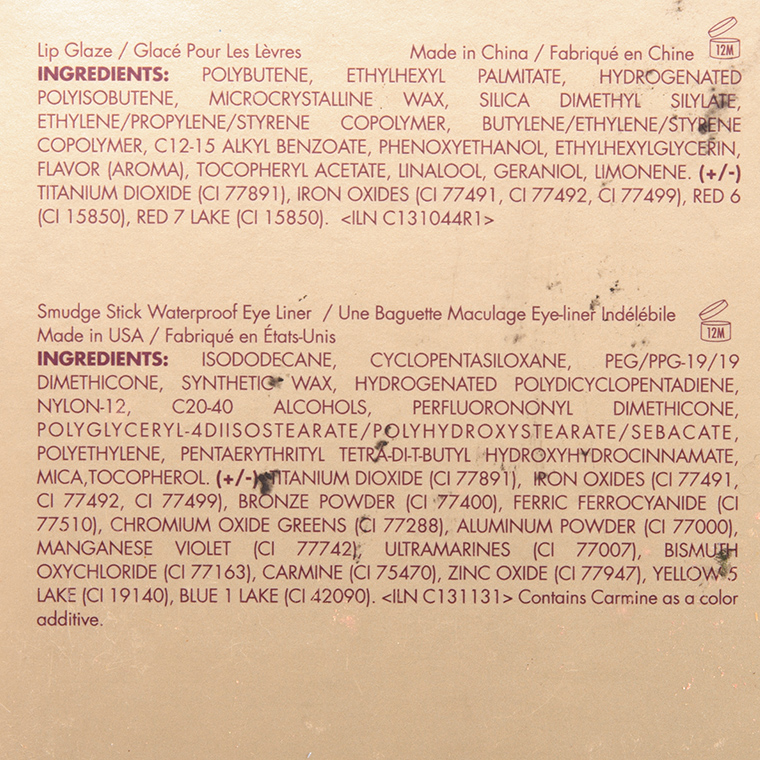 Lip Glaze / Glacé Pour Les Lèvres Made in China / Fabriqué en Chine 12M
INGREDIENTS: POLYBUTENE, ETHYLHEXYL PALMITATE, HYDROGENATED
POLYISOBUTENE, MICROCRYSTALLINE WAX, SILICA DIMETHYL SILYLATE,
ETHYLENE/PROPYLENE/STYRENE COPOLYMER, BUTYLENE/ETHYLENE/STYRENE
COPOLYMER, C12-15 ALKYL BENZOATE, PHENOXYETHANOL, ETHYLHEXYLGLYCERIN,
FLAVOR (AROMA), TOCOPHERYL ACETATE, LINALOOL, GERANIOL, LIMONENE. (+/-)
TITANIUM DIOXIDE (CI 77891), IRON OXIDES (CI 77491, CI 77492, CI 77499), RED 6
(CI 15850), RED 7 LAKE (CI 15850). <ILN C131044R1>
Smudge Stick Waterproof Eye Liner / Une Baguette Maculage Eye-liner Indélébile
Made in USA / Fabriqué en États-Unis 12M
INGREDIENTS: ISODODECANE, CYCLOPENTASILOXANE, PEG/PPG-19/19
DIMETHICONE, SYNTHETIC WAX, HYDROGENATED POLYDICYCLOPENTADIENE,
NYLON-12, C20-40 ALCOHOLS, PERFLUORONONYL DIMETHICONE,
POLYGLYCERYL-4DIISOSTEARATE/POLYHYDROXYSTEARATE/SEBACATE,
POLYETHYLENE, PENTAERYTHRITYL TETRA-DI-T-BUTYL HYDROXYHYDROCINNAMATE,
MICA,TOCOPHEROL. (+/-) TITANIUM DIOXIDE (CI 77891), IRON OXIDES (CI 77491,
CI 77492, CI 77499), BRONZE POWDER (CI 77400), FERRIC FERROCYANIDE (CI
77510), CHROMIUM OXIDE GREENS (CI 77288), ALUMINUM POWDER (CI 77000),
MANGANESE VIOLET (CI 77742), ULTRAMARINES (CI 77007), BISMUTH
OXYCHLORIDE (CI 77163), CARMINE (CI 75470), ZINC OXIDE (CI 77947), YELLOW 5
LAKE (CI 19140), BLUE 1 LAKE (CI 42090). <ILN C131131> Contains Carmine as a color
additive.